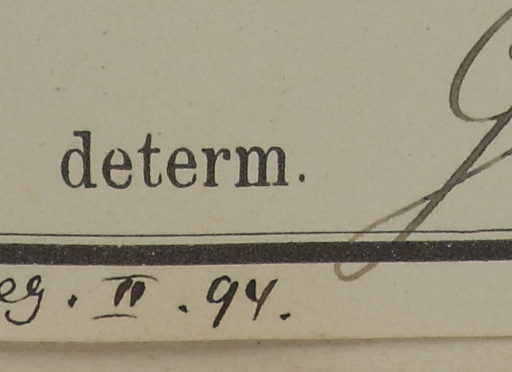 determ.
eg. II. 94.